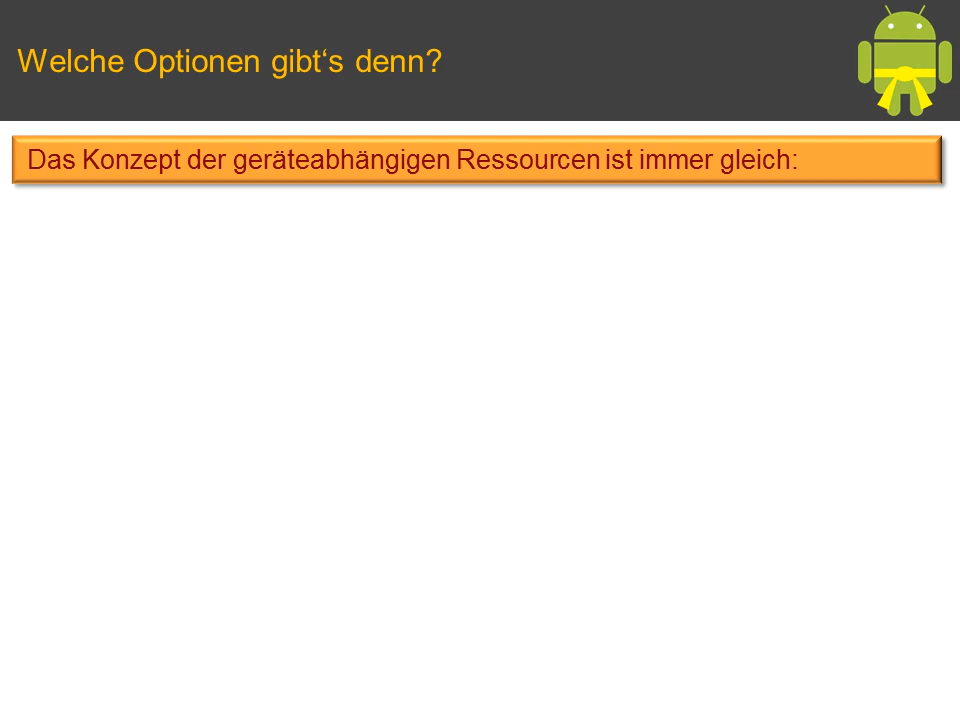 Welche Optionen gibt‘s denn?
Das Konzept der geräteabhängigen Ressourcen ist immer gleich: